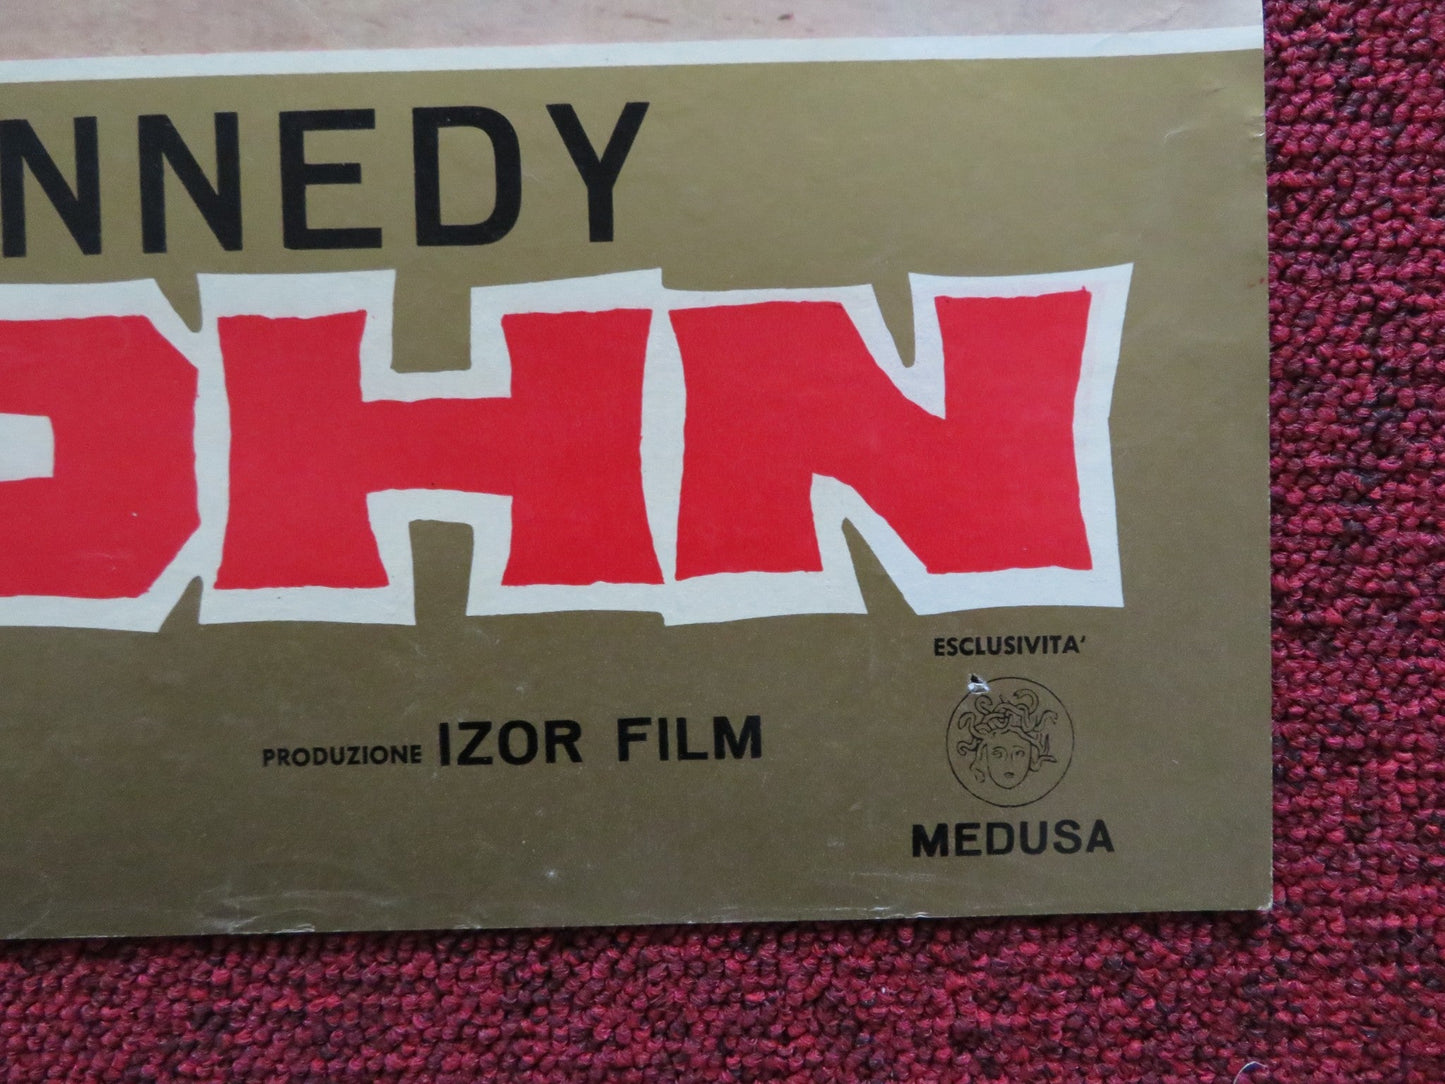 NNEDY
OHN
ESCLUSIVITA'
PRODUZIONE IZOR FILM
MEDUSA